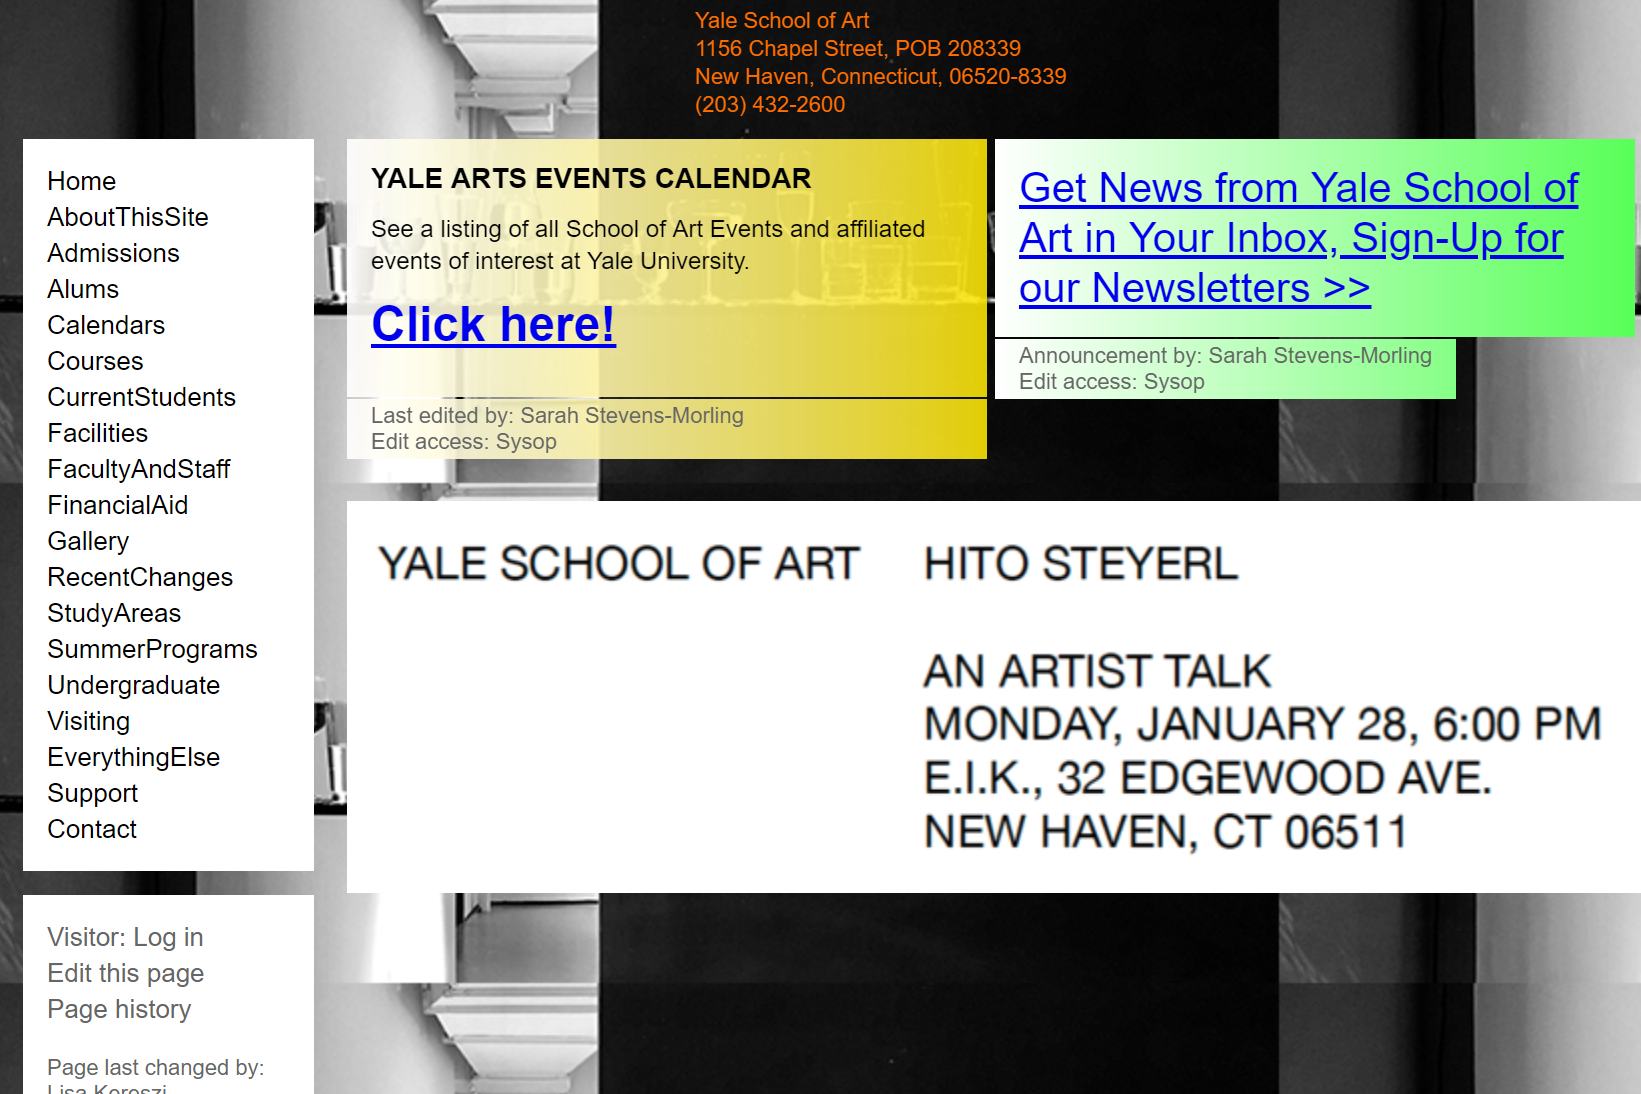 Yale School of Art
1156 Chapel Street, POB 208339
New Haven, Connecticut, 06520-8339
(203) 432-2600
Home
AboutThisSite
Admissions
Alums
Calendars
Courses
CurrentStudents
Facilities
FacultyAndStaff
FinancialAid
Gallery
RecentChanges
StudyAreas
SummerPrograms
Undergraduate
Visiting
EverythingElse
Support
Contact
Visitor: Log in
Edit this page
Page history
Page last changed by:
Lisa Kereszi
YALE ARTS EVENTS CALENDAR
See a listing of all School of Art Events and affiliated
events of interest at Yale University.
Click here!
Last edited by: Sarah Stevens-Morling
Edit access: Sysop
Get News from Yale School of
Art in Your Inbox, Sign-Up for
our Newsletters >>
Announcement by: Sarah Stevens-Morling
Edit access: Sysop
YALE SCHOOL OF ART
HITO STEYERL
AN ARTIST TALK
MONDAY, JANUARY 28, 6:00 PM
E.I.K., 32 EDGEWOOD AVE.
NEW HAVEN, CT 06511